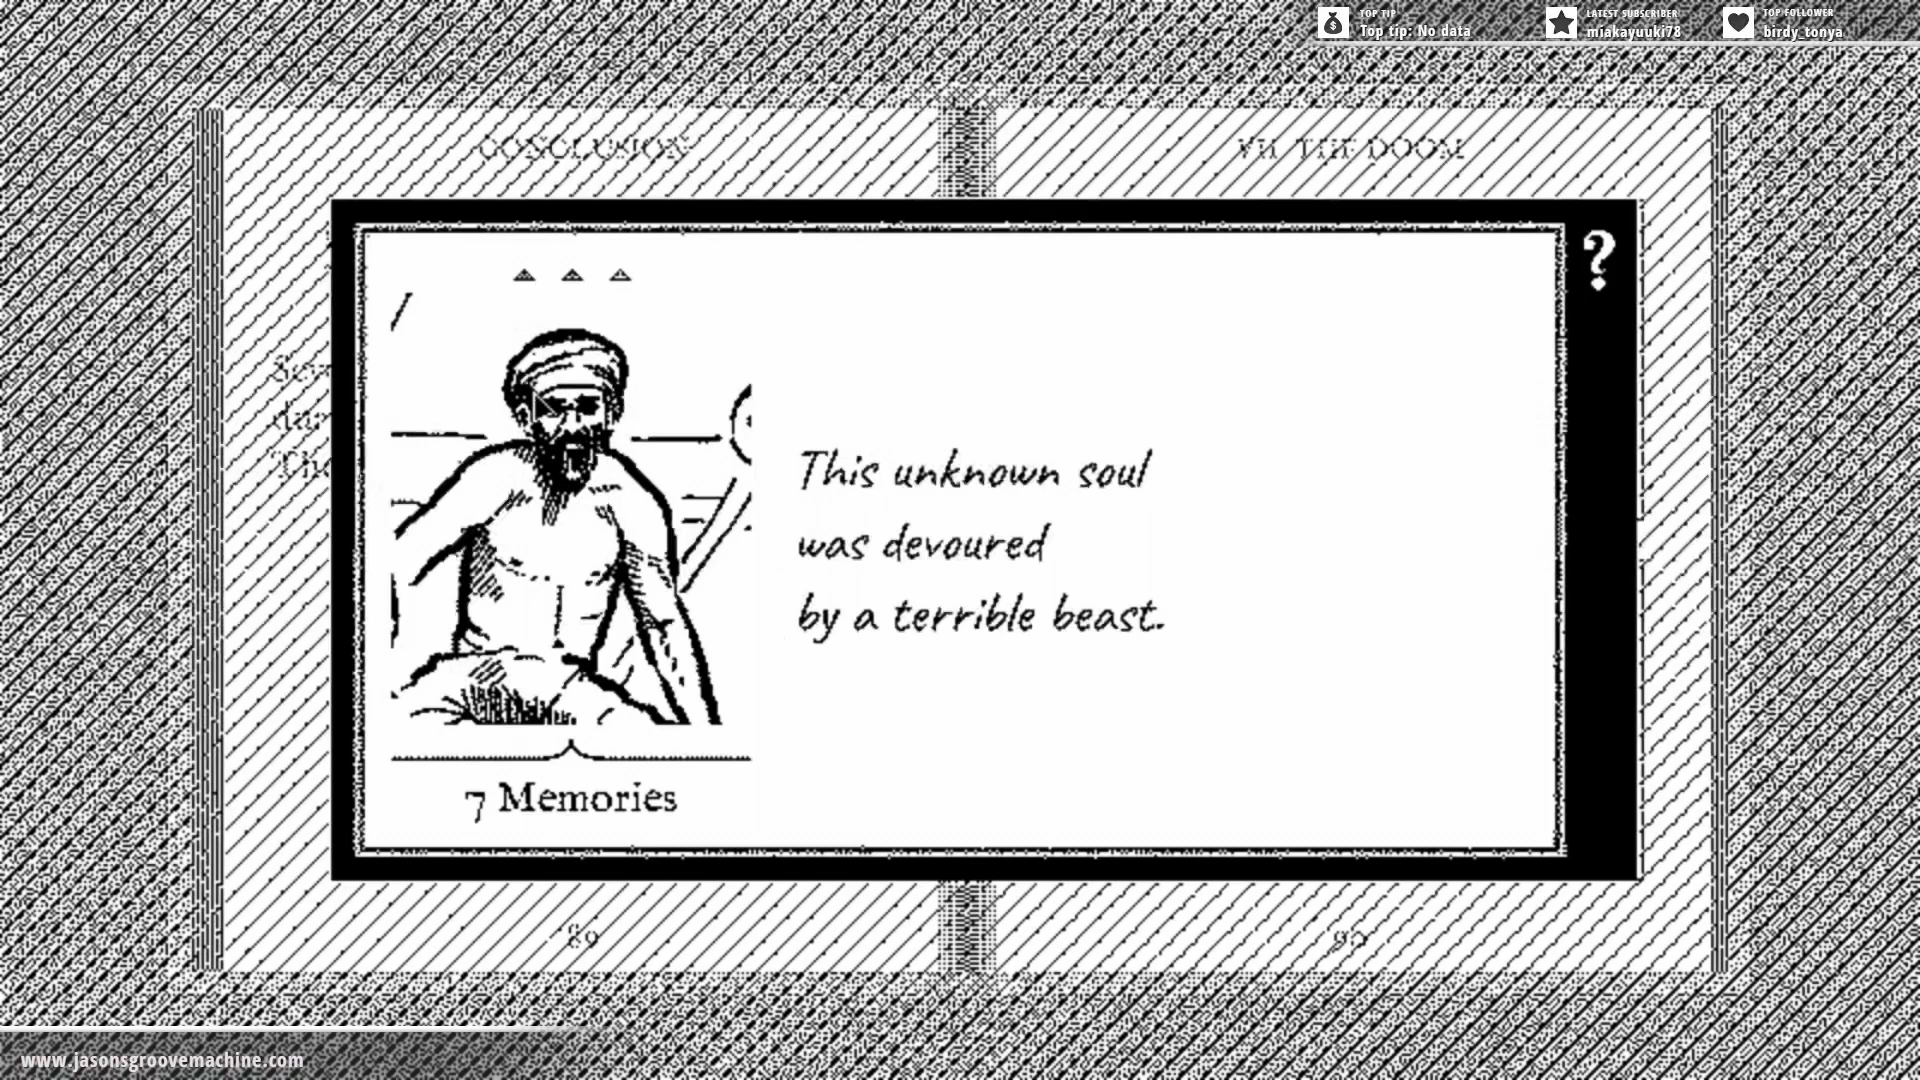 TOP TIP
Top tip: No data
LATEST SUBSCRIBER
miakayuuki78
TOP FOLLOWER
birdy_tonya
CONCLUSION
VII THE DOOM
?
This unknown soul
was devoured
by a terrible beast.
7 Memories
89
90
www.jasonsgroovemachine.com